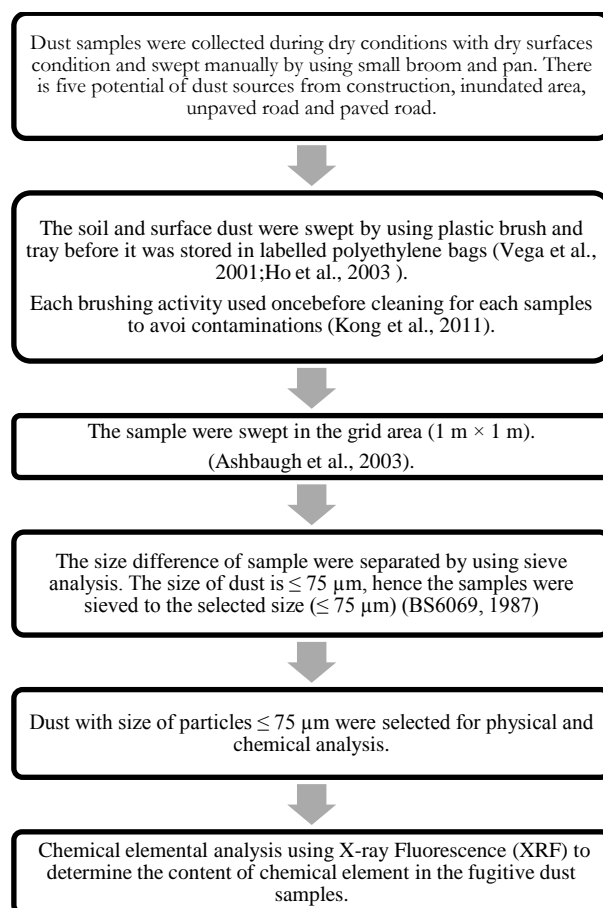 Dust samples were collected during dry conditions with dry surfaces
condition and swept manually by using small broom and pan. There
is five potential of dust sources from construction, inundated area,
unpaved road and paved road.
The soil and surface dust were swept by using plastic brush and
tray before it was stored in labelled polyethylene bags (Vega et al.,
2001;Ho et al., 2003 ).
Each brushing activity used oncebefore cleaning for each samples
to avoi contaminations (Kong et al., 2011).
The sample were swept in the grid area (1 m × 1 m).
(Ashbaugh et al., 2003).
The size difference of sample were separated by using sieve
analysis. The size of dust is ≤ 75 µm, hence the samples were
sieved to the selected size (≤ 75 µm) (BS6069, 1987)
Dust with size of particles ≤ 75 µm were selected for physical and
chemical analysis.
Chemical elemental analysis using X-ray Fluorescence (XRF) to
determine the content of chemical element in the fugitive dust
samples.